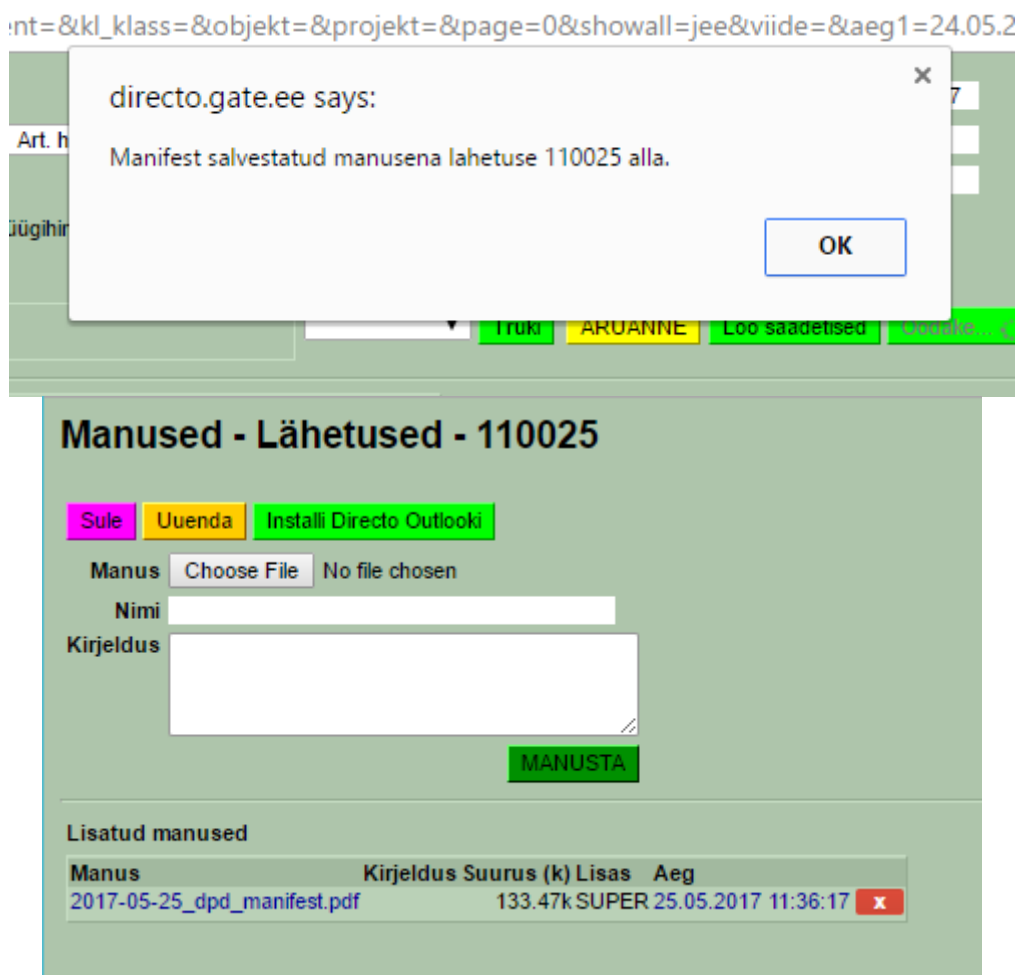 ent=&kl_klass=&objekt=&projekt=&page=0&showall=jee&viide=&aeg1=24.05.2
directo.gate.ee says:
7
Art. h
Manifest salvestatud manusena lahetuse 110025 alla.
üügihin
OK
Trüki ARUANNE Loo saadetised Oodake...
Manused - Lähetused - 110025
Sule Uuenda Installi Directo Outlooki
Manus Choose File No file chosen
Nimi
Kirjeldus
MANUSTA
Lisatud manused
Manus Kirjeldus Suurus (k) Lisas Aeg
2017-05-25_dpd_manifest.pdf 133.47k SUPER 25.05.2017 11:36:17 x